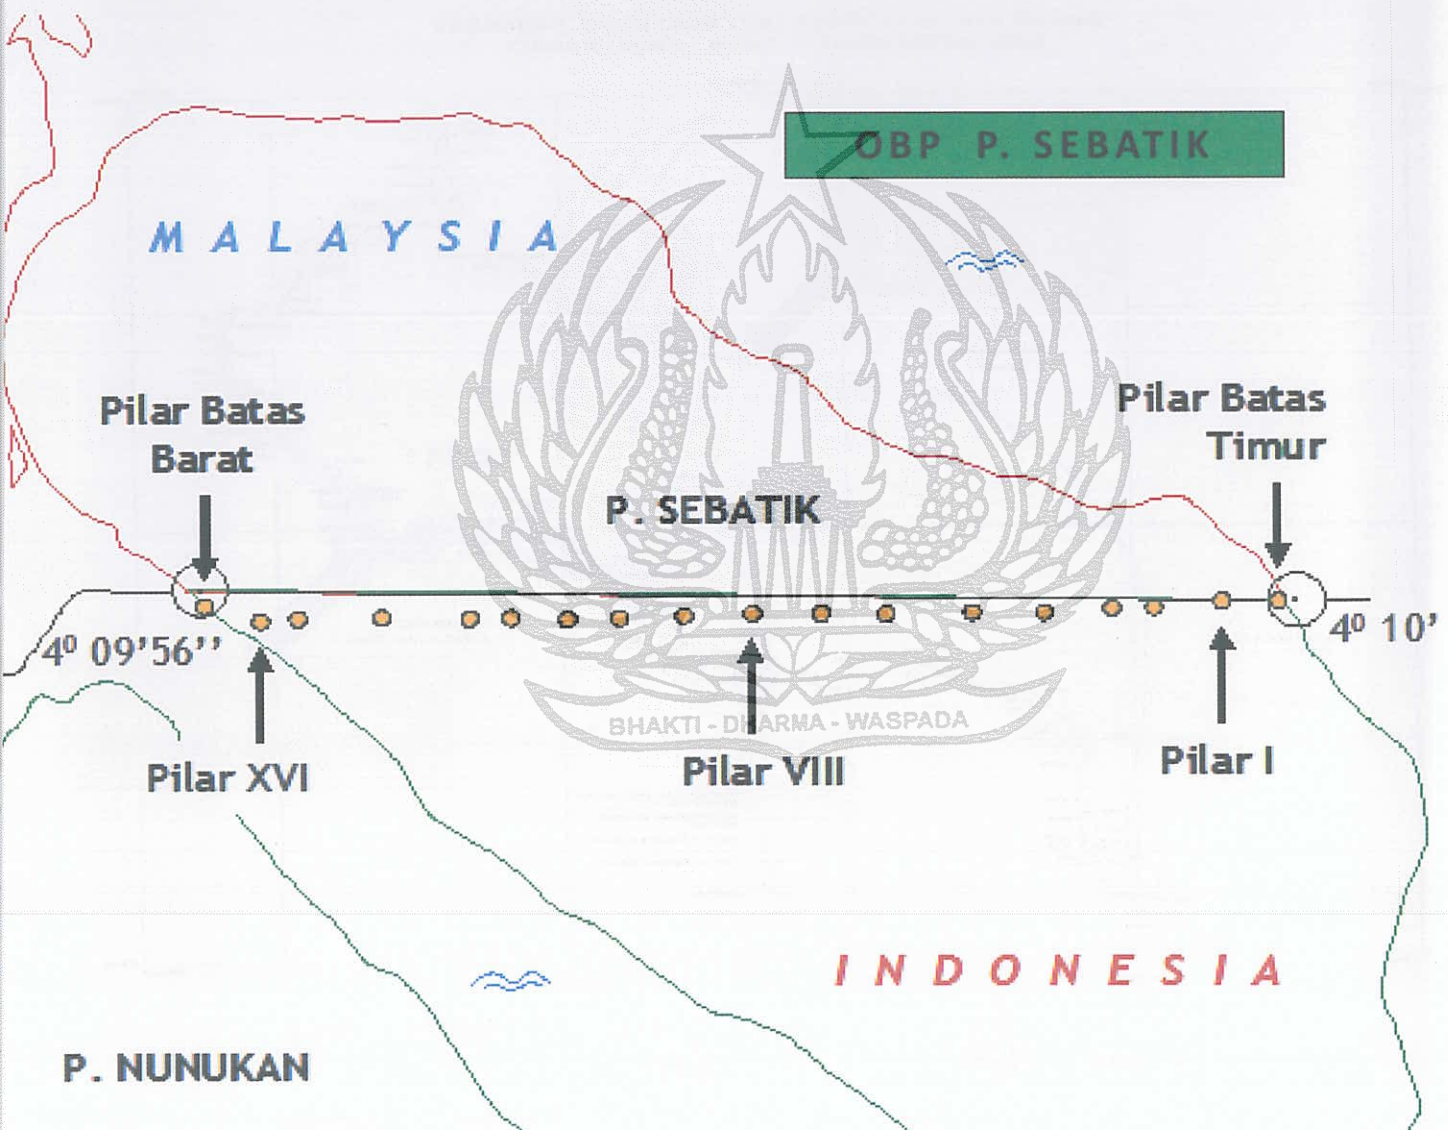 OBP P. SEBATIK
MALAYSIA
Pilar Batas
Barat
Pilar Batas
Timur
P. SEBATIK
4⁰ 09'56’’
4⁰ 10'
BHAKTI - DHARMA - WASPADA
Pilar XVI
Pilar VIII
Pilar I
INDONESIA
P. NUNUKAN